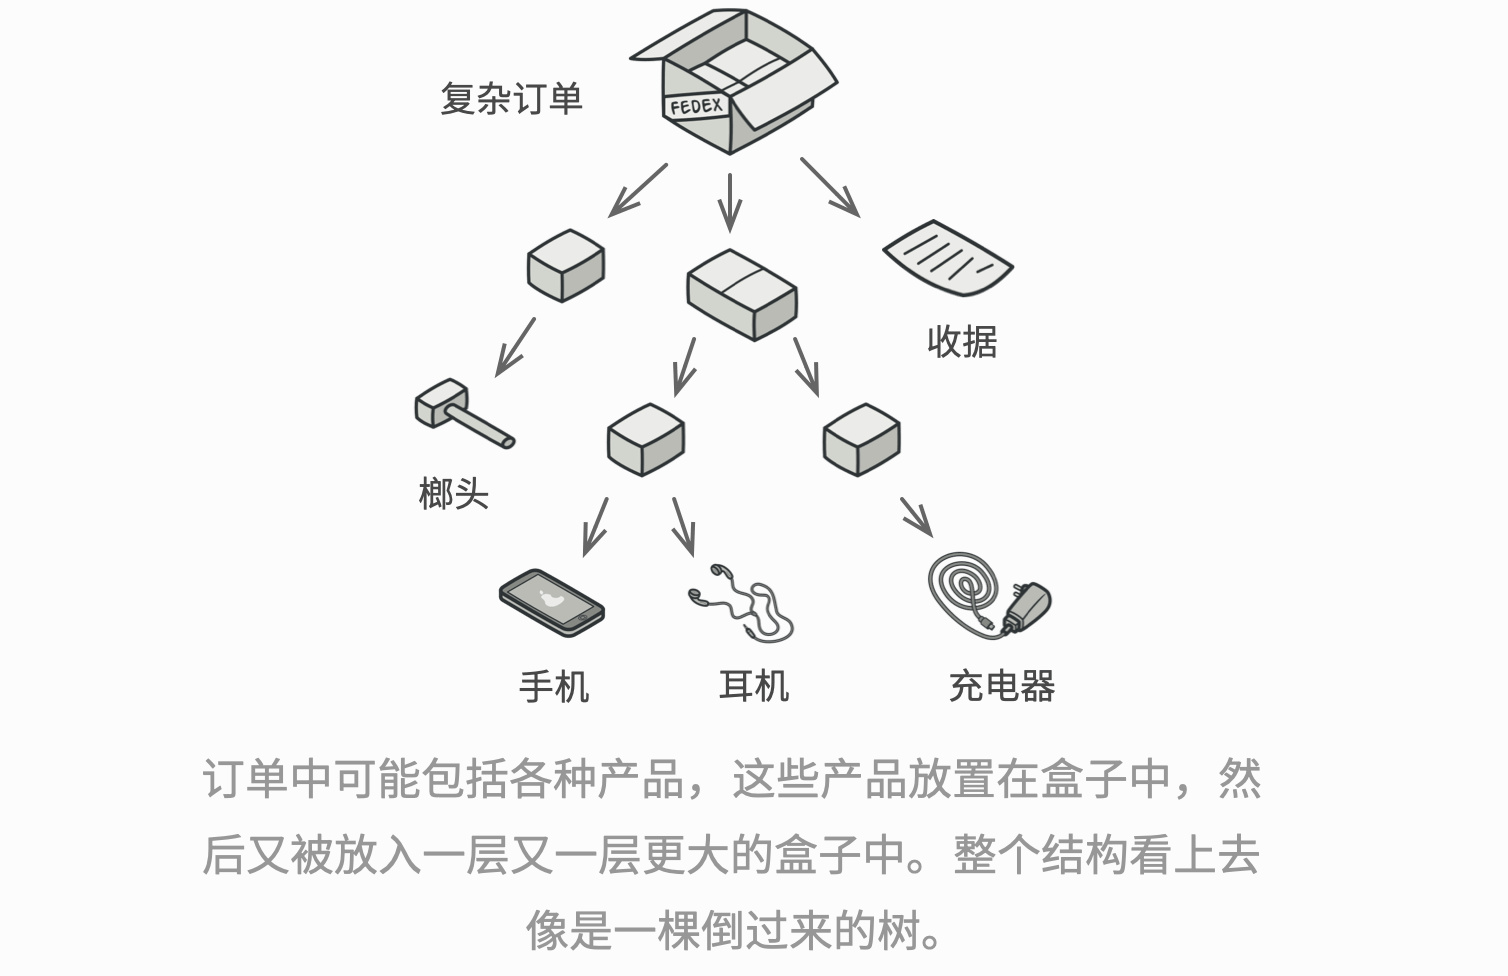 复杂订单
FEDEX
收据
榔头
手机
耳机
充电器
订单中可能包括各种产品，这些产品放置在盒子中，然
后又被放入一层又一层更大的盒子中。整个结构看上去
像是一棵倒过来的树。